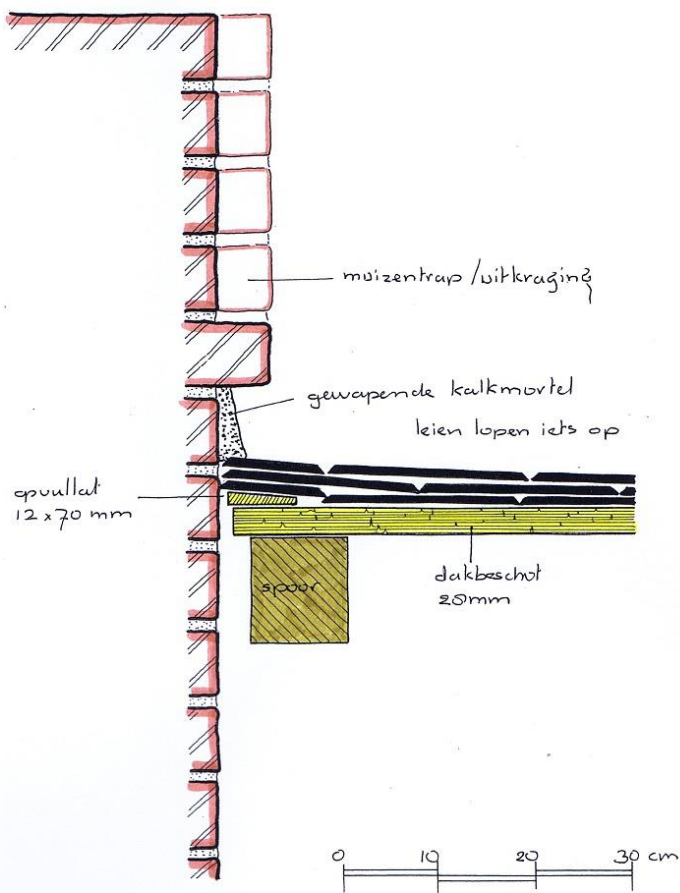 muizentrap /uitkraging
gewapende kalkmortel
leien lopen iets op
opvullat
12 x 70 mm
spoor
dakbeschot
28mm
0 10 20 30 cm